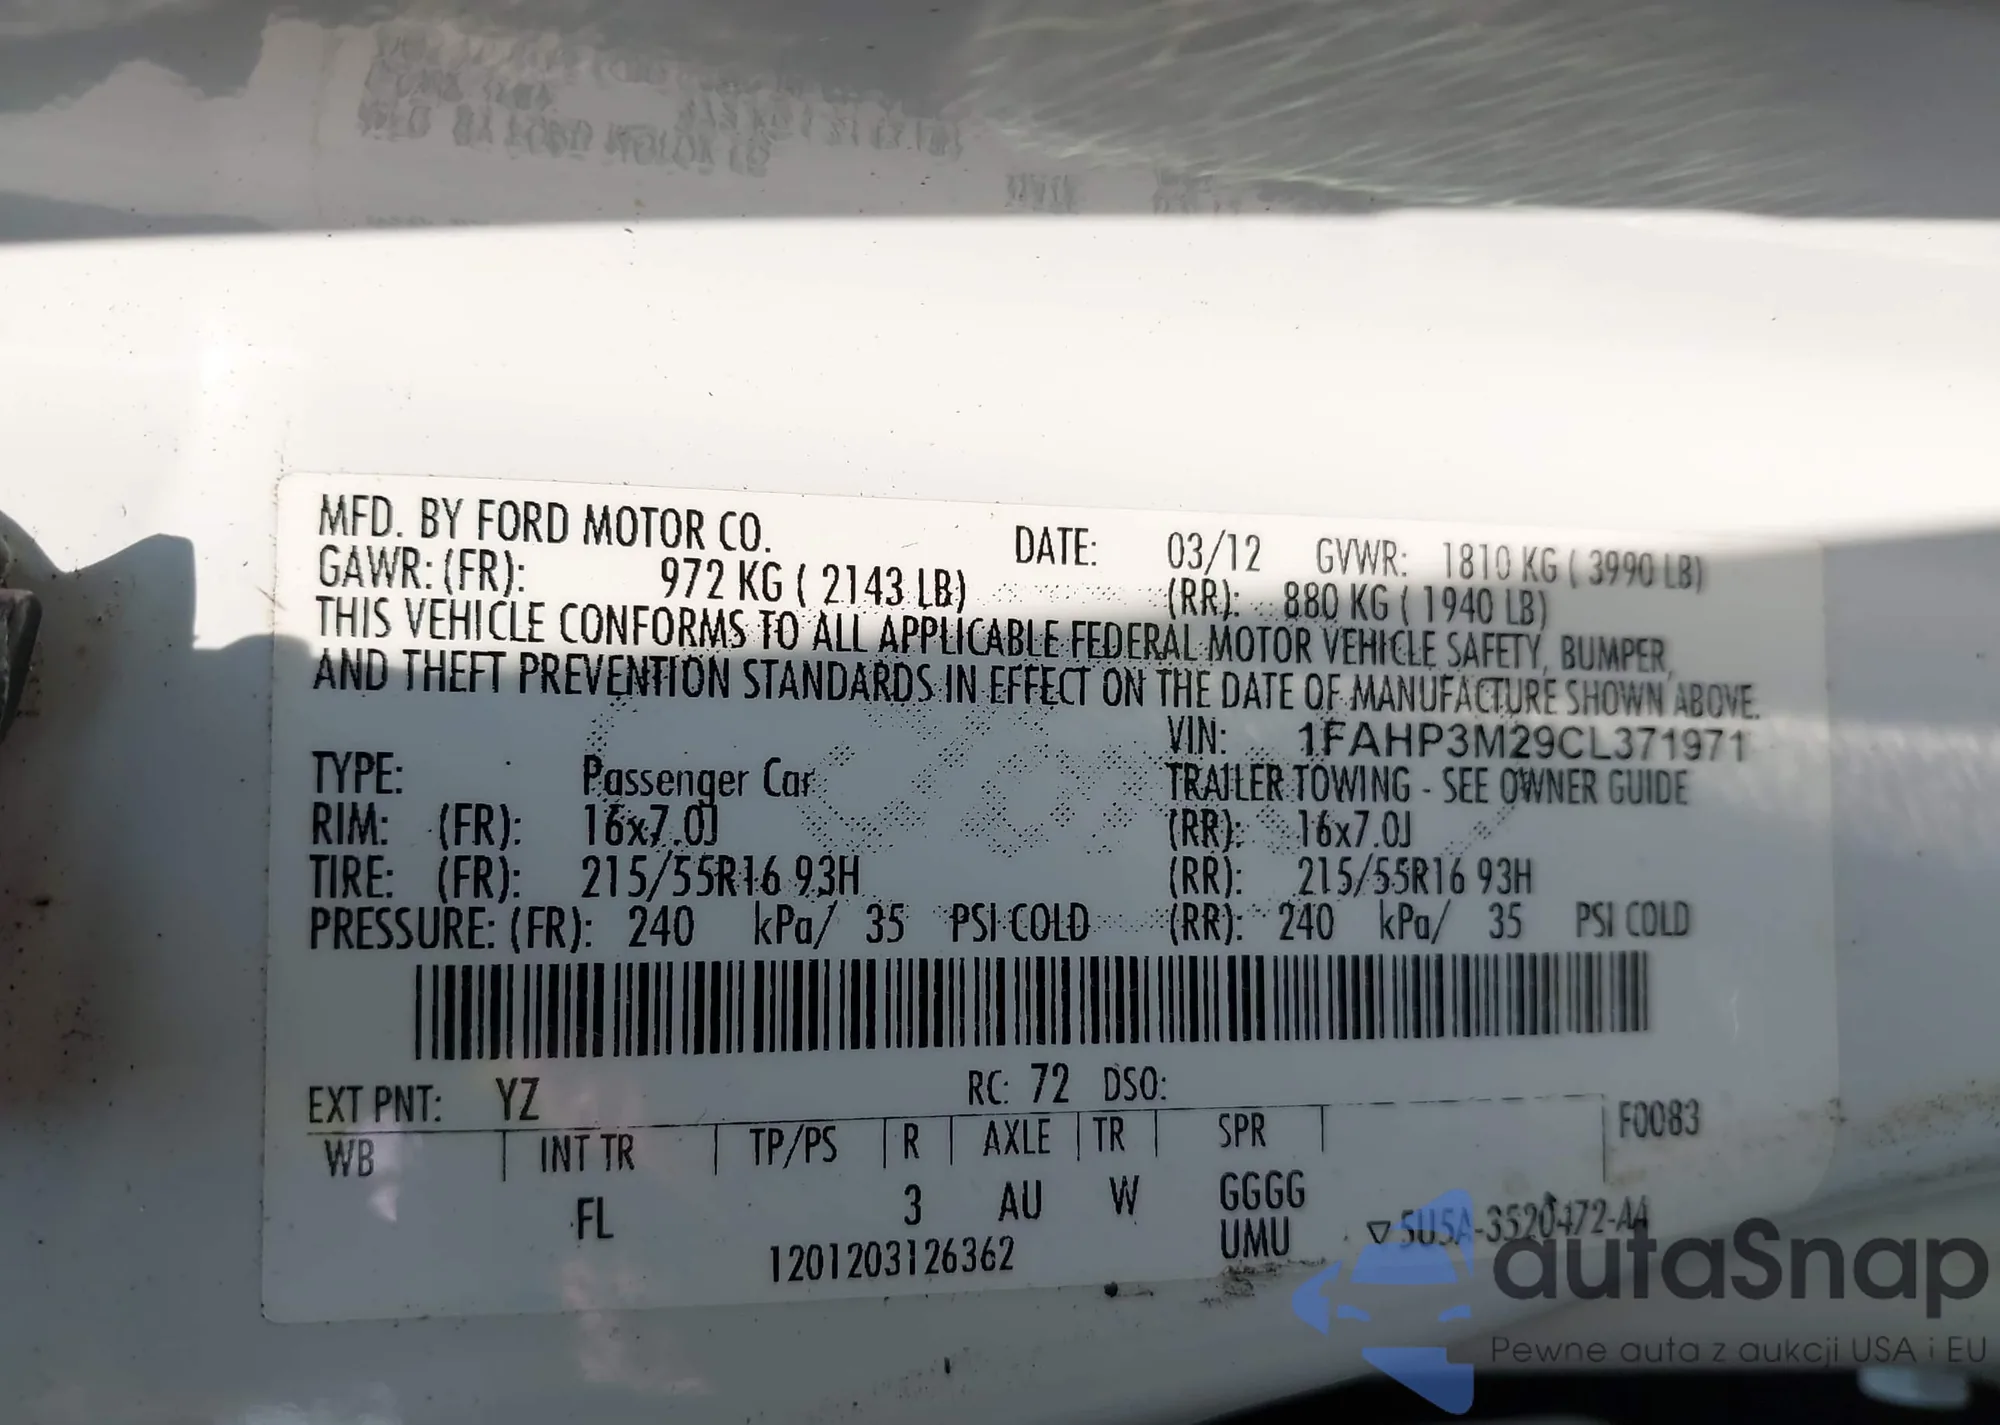 MFD. BY FORD MOTOR CO. DATE: 03/12 GVWR: 1810 KG ( 3990 LB)
GAWR: (FR): 972 KG ( 2143 LB) (RR): 880 KG ( 1940 LB)
THIS VEHICLE CONFORMS TO ALL APPLICABLE FEDERAL MOTOR VEHICLE SAFETY, BUMPER,
AND THEFT PREVENTION STANDARDS IN EFFECT ON THE DATE OF MANUFACTURE SHOWN ABOVE.
VIN: 1FAHP3M29CL371971
TYPE: Passenger Car TRAILER TOWING - SEE OWNER GUIDE
RIM: (FR): 16x7.0J (RR): 16x7.0J
TIRE: (FR): 215/55R16 93H (RR): 215/55R16 93H
PRESSURE: (FR): 240 kPa/ 35 PSI COLD (RR): 240 kPa/ 35 PSI COLD
EXT PNT: YZ RC: 72 DSO:
WB INT TR TP/PS R AXLE TR SPR F0083
FL 3 AU W GGGG
1201203126362 UMU ▽5U5A-3520472-AA
autaSnap
Pewne auta z aukcji USA i EU